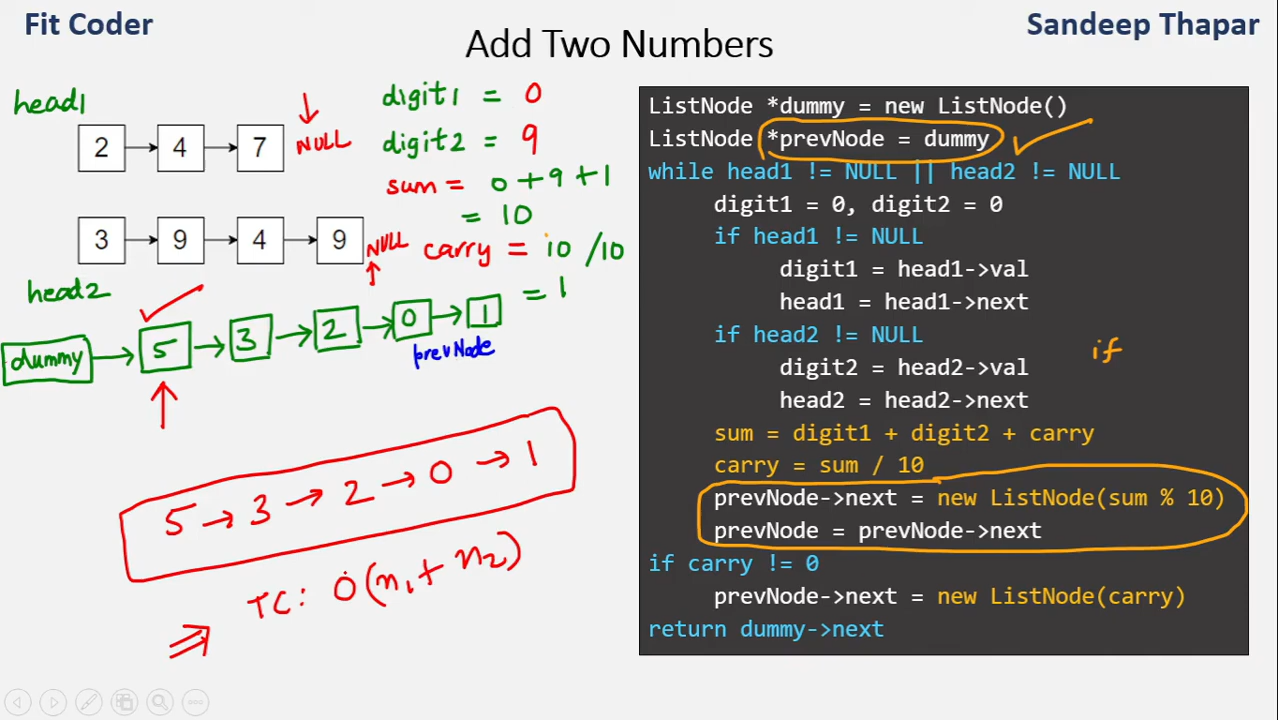 Fit Coder
Sandeep Thapar
Add Two Numbers
head1
2 4 7 NULL
3 9 4 9 NULL
head2
digit1 = 0
digit2 = 9
sum = 0 + 9 + 1
= 10
carry = 10 / 10
= 1
dummy 5 3 2 0 1
prevNode
5 → 3 → 2 → 0 → 1
TC: O(n1 + n2)
ListNode *dummy = new ListNode()
ListNode *prevNode = dummy
while head1 != NULL || head2 != NULL
digit1 = 0, digit2 = 0
if head1 != NULL
digit1 = head1->val
head1 = head1->next
if head2 != NULL
digit2 = head2->val
head2 = head2->next
if
sum = digit1 + digit2 + carry
carry = sum / 10
prevNode->next = new ListNode(sum % 10)
prevNode = prevNode->next
if carry != 0
prevNode->next = new ListNode(carry)
return dummy->next